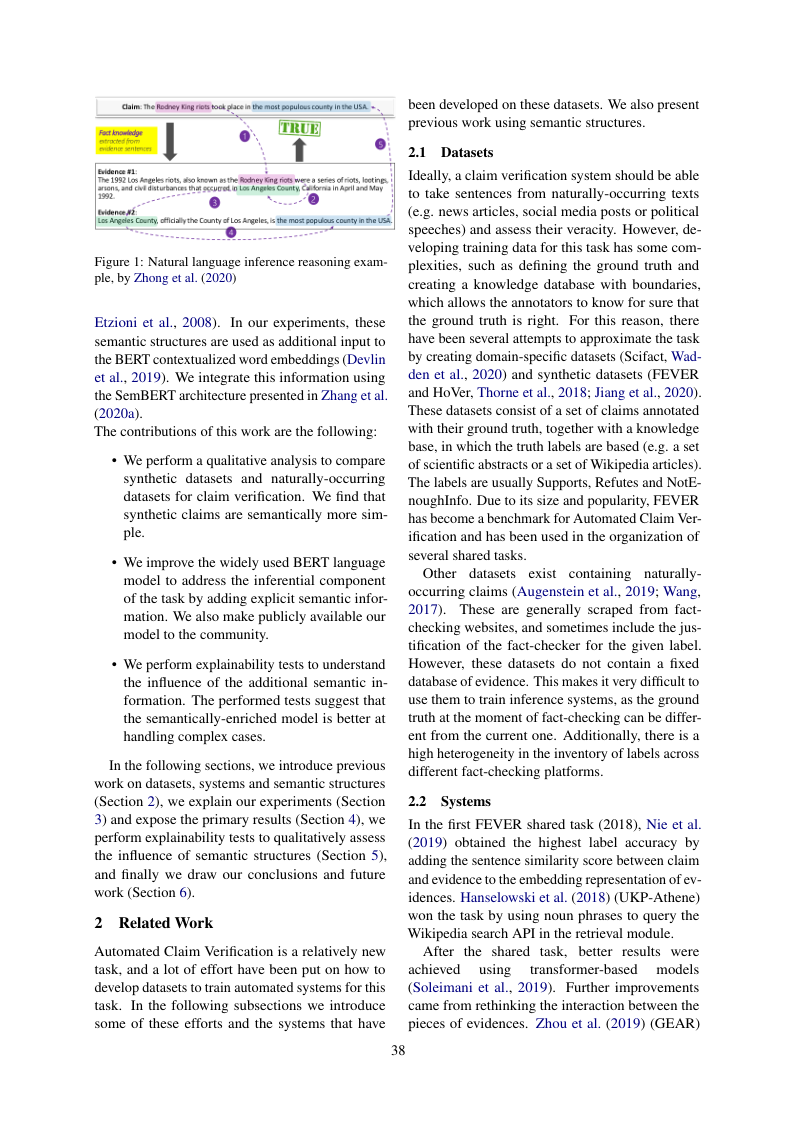 Claim: The Rodney King riots took place in the most populous county in the USA.
Fact knowledge
extracted from
evidence sentences
TRUE
1
5
Evidence #1:
The 1992 Los Angeles riots, also known as the Rodney King riots were a series of riots, lootings,
arsons, and civil disturbances that occurred in Los Angeles County, California in April and May
1992.
3
2
Evidence #2:
Los Angeles County, officially the County of Los Angeles, is the most populous county in the USA.
4
Figure 1: Natural language inference reasoning exam-
ple, by Zhong et al. (2020)
Etzioni et al., 2008). In our experiments, these
semantic structures are used as additional input to
the BERT contextualized word embeddings (Devlin
et al., 2019). We integrate this information using
the SemBERT architecture presented in Zhang et al.
(2020a).
The contributions of this work are the following:
• We perform a qualitative analysis to compare
synthetic datasets and naturally-occurring
datasets for claim verification. We find that
synthetic claims are semantically more sim-
ple.
• We improve the widely used BERT language
model to address the inferential component
of the task by adding explicit semantic infor-
mation. We also make publicly available our
model to the community.
• We perform explainability tests to understand
the influence of the additional semantic in-
formation. The performed tests suggest that
the semantically-enriched model is better at
handling complex cases.
In the following sections, we introduce previous
work on datasets, systems and semantic structures
(Section 2), we explain our experiments (Section
3) and expose the primary results (Section 4), we
perform explainability tests to qualitatively assess
the influence of semantic structures (Section 5),
and finally we draw our conclusions and future
work (Section 6).
2 Related Work
Automated Claim Verification is a relatively new
task, and a lot of effort have been put on how to
develop datasets to train automated systems for this
task. In the following subsections we introduce
some of these efforts and the systems that have
been developed on these datasets. We also present
previous work using semantic structures.
2.1 Datasets
Ideally, a claim verification system should be able
to take sentences from naturally-occurring texts
(e.g. news articles, social media posts or political
speeches) and assess their veracity. However, de-
veloping training data for this task has some com-
plexities, such as defining the ground truth and
creating a knowledge database with boundaries,
which allows the annotators to know for sure that
the ground truth is right. For this reason, there
have been several attempts to approximate the task
by creating domain-specific datasets (Scifact, Wad-
den et al., 2020) and synthetic datasets (FEVER
and HoVer, Thorne et al., 2018; Jiang et al., 2020).
These datasets consist of a set of claims annotated
with their ground truth, together with a knowledge
base, in which the truth labels are based (e.g. a set
of scientific abstracts or a set of Wikipedia articles).
The labels are usually Supports, Refutes and NotE-
noughInfo. Due to its size and popularity, FEVER
has become a benchmark for Automated Claim Ver-
ification and has been used in the organization of
several shared tasks.
Other datasets exist containing naturally-
occurring claims (Augenstein et al., 2019; Wang,
2017). These are generally scraped from fact-
checking websites, and sometimes include the jus-
tification of the fact-checker for the given label.
However, these datasets do not contain a fixed
database of evidence. This makes it very difficult to
use them to train inference systems, as the ground
truth at the moment of fact-checking can be differ-
ent from the current one. Additionally, there is a
high heterogeneity in the inventory of labels across
different fact-checking platforms.
2.2 Systems
In the first FEVER shared task (2018), Nie et al.
(2019) obtained the highest label accuracy by
adding the sentence similarity score between claim
and evidence to the embedding representation of ev-
idences. Hanselowski et al. (2018) (UKP-Athene)
won the task by using noun phrases to query the
Wikipedia search API in the retrieval module.
After the shared task, better results were
achieved using transformer-based models
(Soleimani et al., 2019). Further improvements
came from rethinking the interaction between the
pieces of evidences. Zhou et al. (2019) (GEAR)
38